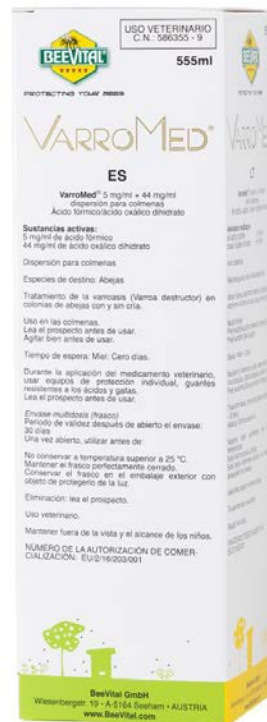 USO VETERINARIO
C.N.: 586355 - 9
BEEVITAL®
555ml
PROTECTING YOUR BEES
VARROMED®
ES
VarroMed® 5 mg/ml + 44 mg/ml
dispersión para colmenas
Ácido fórmico/ácido oxálico dihidrato
Sustancias activas:
5 mg/ml de ácido fórmico
44 mg/ml de ácido oxálico dihidrato
Dispersión para colmenas
Especies de destino: Abejas
Tratamiento de la varroasis (Varroa destructor) en
colonias de abejas con y sin cría.
Uso en las colmenas.
Lea el prospecto antes de usar.
Agitar bien antes de usar.
Tiempo de espera: Miel: Cero días.
Durante la aplicación del medicamento veterinario,
usar equipos de protección individual, guantes
resistentes a los ácidos y gafas.
Lea el prospecto antes de usar.
Envase multidosis (frasco)
Período de validez después de abierto el envase:
30 días
Una vez abierto, utilizar antes de:
No conservar a temperatura superior a 25 °C.
Mantener el frasco perfectamente cerrado.
Conservar el frasco en el embalaje exterior con
objeto de protegerlo de la luz.
Eliminación: lea el prospecto.
Uso veterinario.
Mantener fuera de la vista y el alcance de los niños.
NÚMERO DE LA AUTORIZACIÓN DE COMER-
CIALIZACIÓN: EU/2/16/203/001
BeeVital GmbH
Wiesenbergstr. 19 • A-5164 Seeham • AUSTRIA
www.BeeVital.com